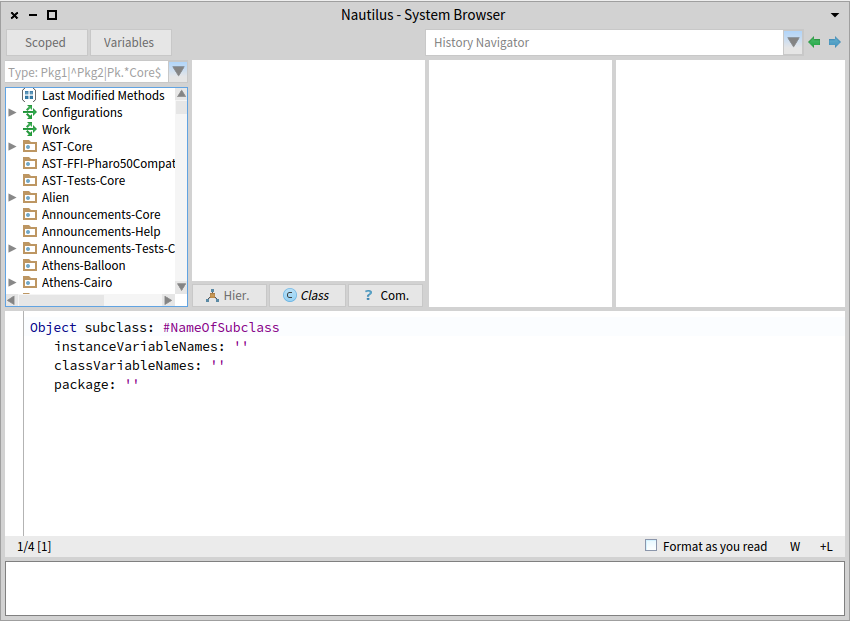 Nautilus - System Browser
Scoped
Variables
History Navigator
Type: Pkg1|^Pkg2|Pk.*Core$
Last Modified Methods
Configurations
Work
AST-Core
AST-FFI-Pharo50Compat
AST-Tests-Core
Alien
Announcements-Core
Announcements-Help
Announcements-Tests-C
Athens-Balloon
Athens-Cairo
Hier.
C Class
? Com.
Object subclass: #NameOfSubclass
instanceVariableNames: ''
classVariableNames: ''
package: ''
1/4 [1]
Format as you read
W
+L